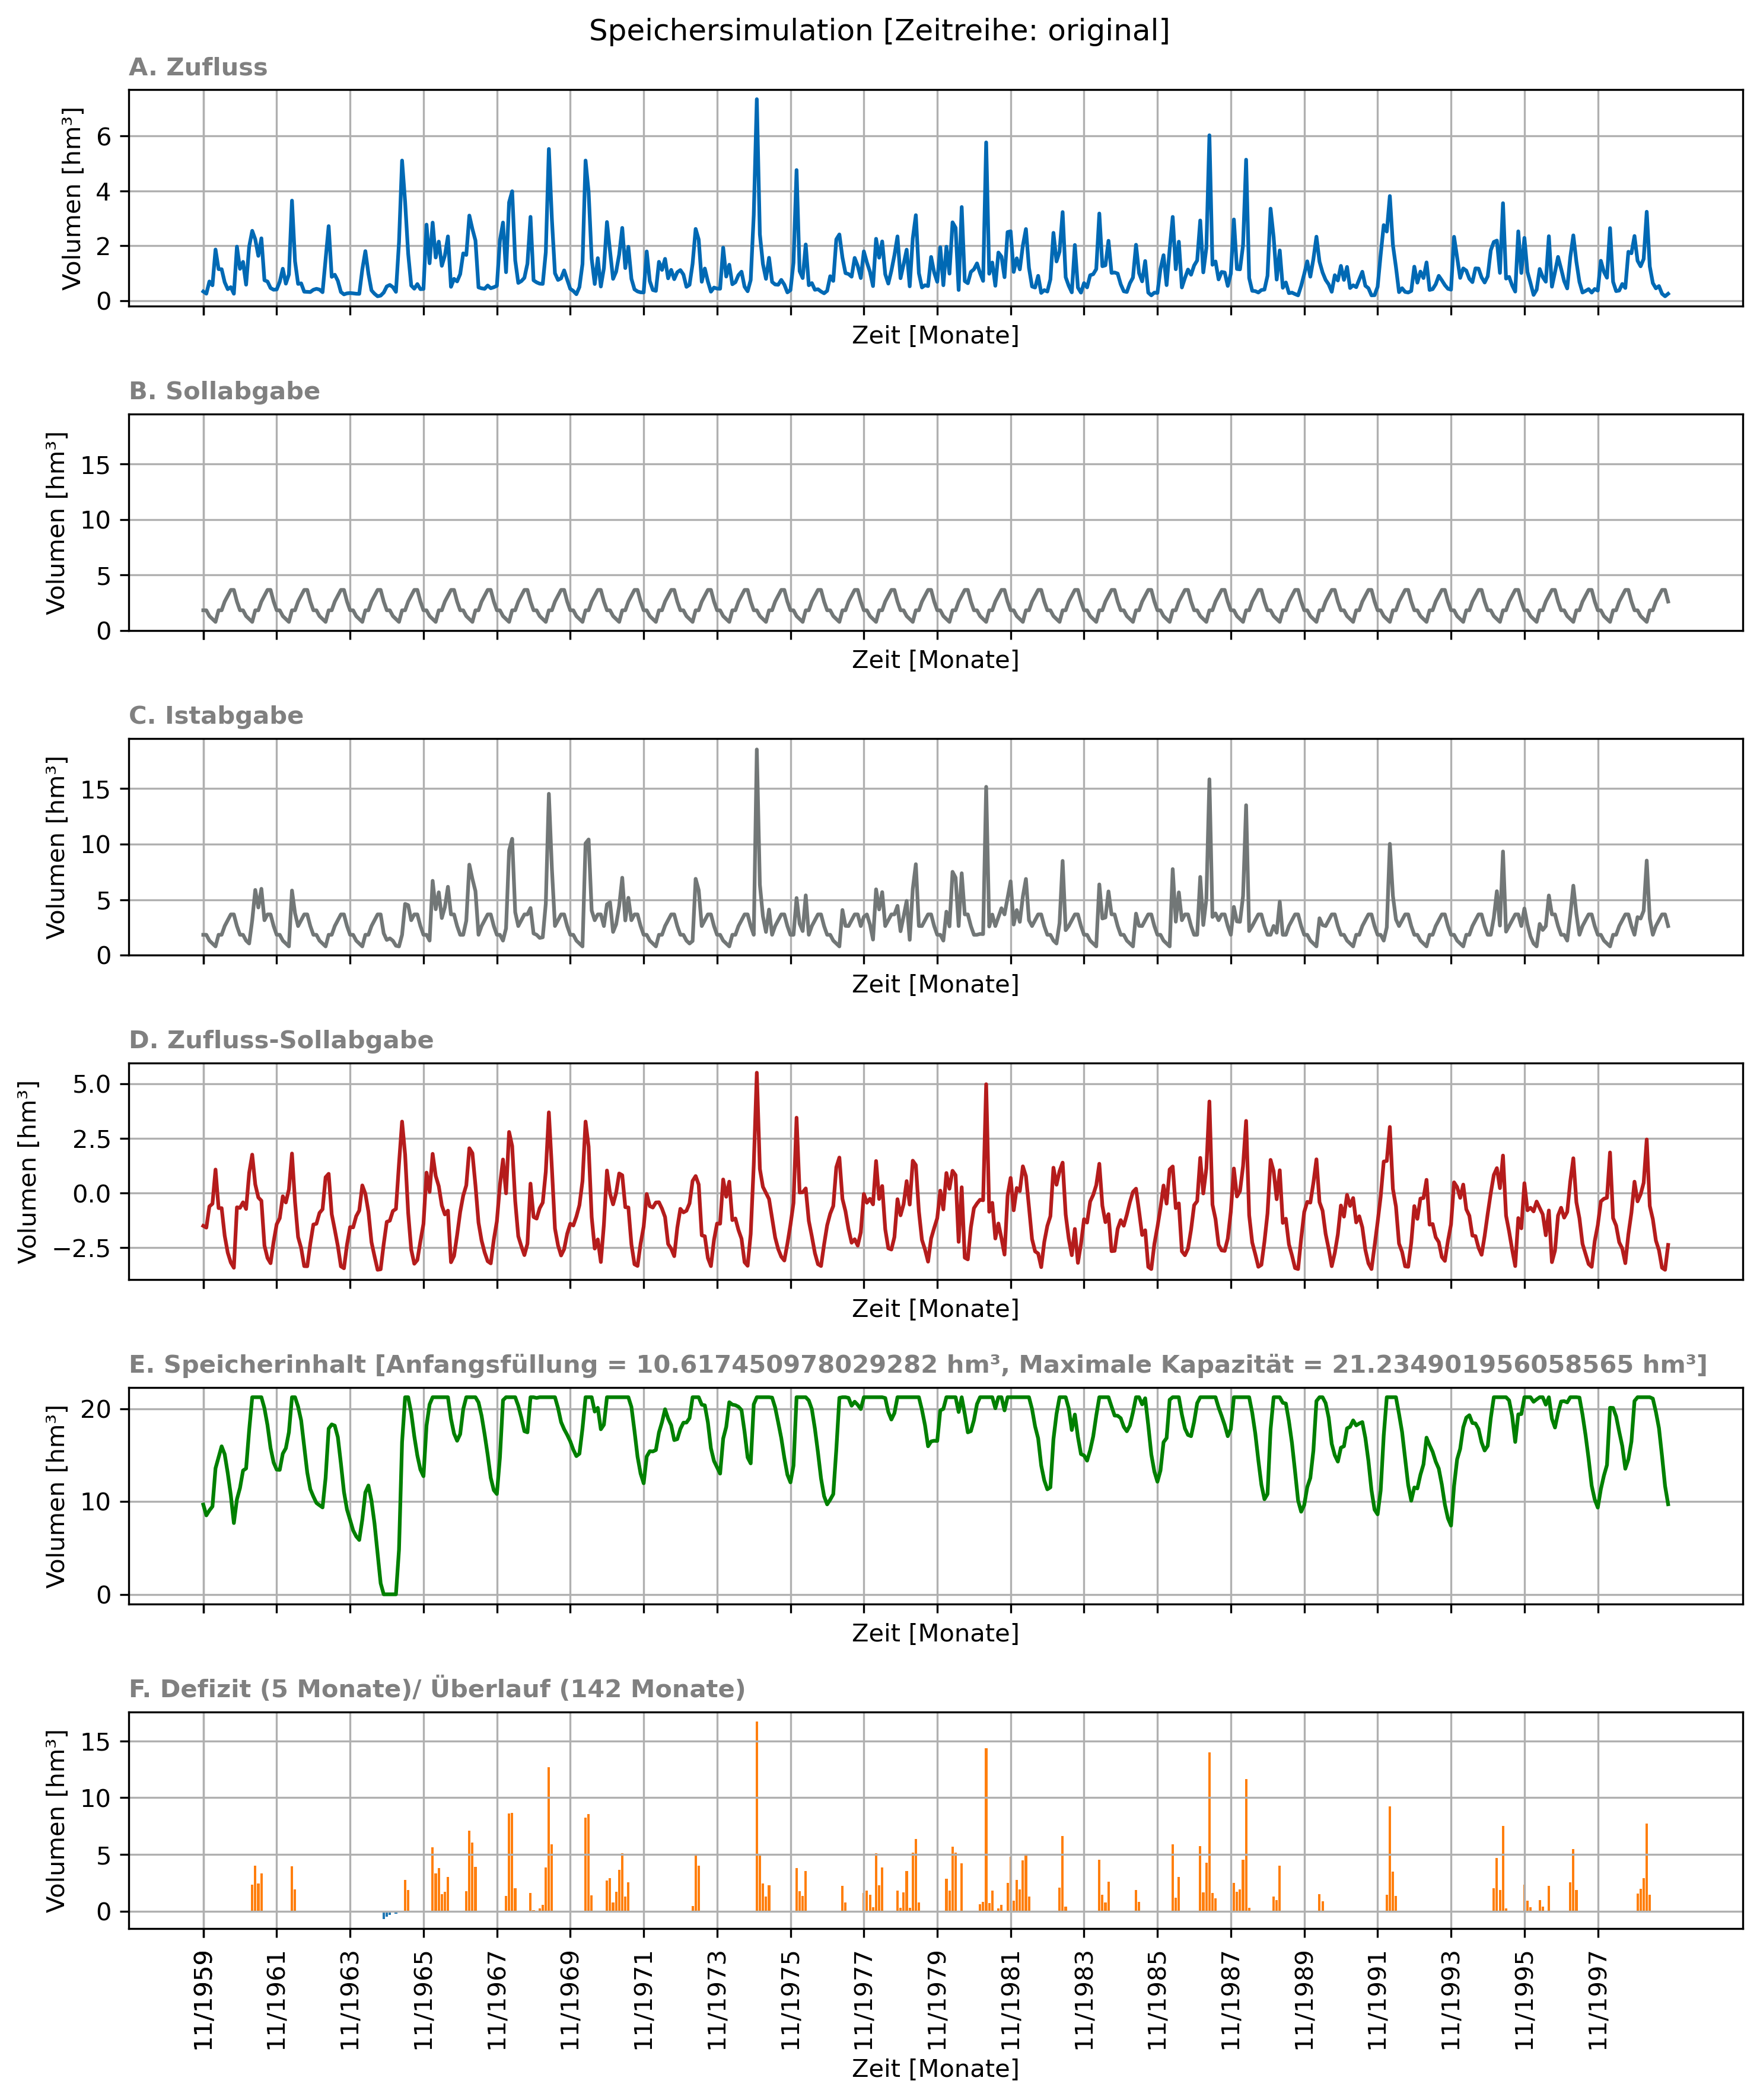 Speichersimulation [Zeitreihe: original]
A. Zufluss
Volumen [hm³]
6
4
2
0
Zeit [Monate]
B. Sollabgabe
Volumen [hm³]
15
10
5
0
Zeit [Monate]
C. Istabgabe
Volumen [hm³]
15
10
5
0
Zeit [Monate]
D. Zufluss-Sollabgabe
Volumen [hm³]
5.0
2.5
0.0
−2.5
Zeit [Monate]
E. Speicherinhalt [Anfangsfüllung = 10.617450978029282 hm³, Maximale Kapazität = 21.234901956058565 hm³]
Volumen [hm³]
20
10
0
Zeit [Monate]
F. Defizit (5 Monate)/ Überlauf (142 Monate)
Volumen [hm³]
15
10
5
0
11/1959
11/1961
11/1963
11/1965
11/1967
11/1969
11/1971
11/1973
11/1975
11/1977
11/1979
11/1981
11/1983
11/1985
11/1987
11/1989
11/1991
11/1993
11/1995
11/1997
Zeit [Monate]